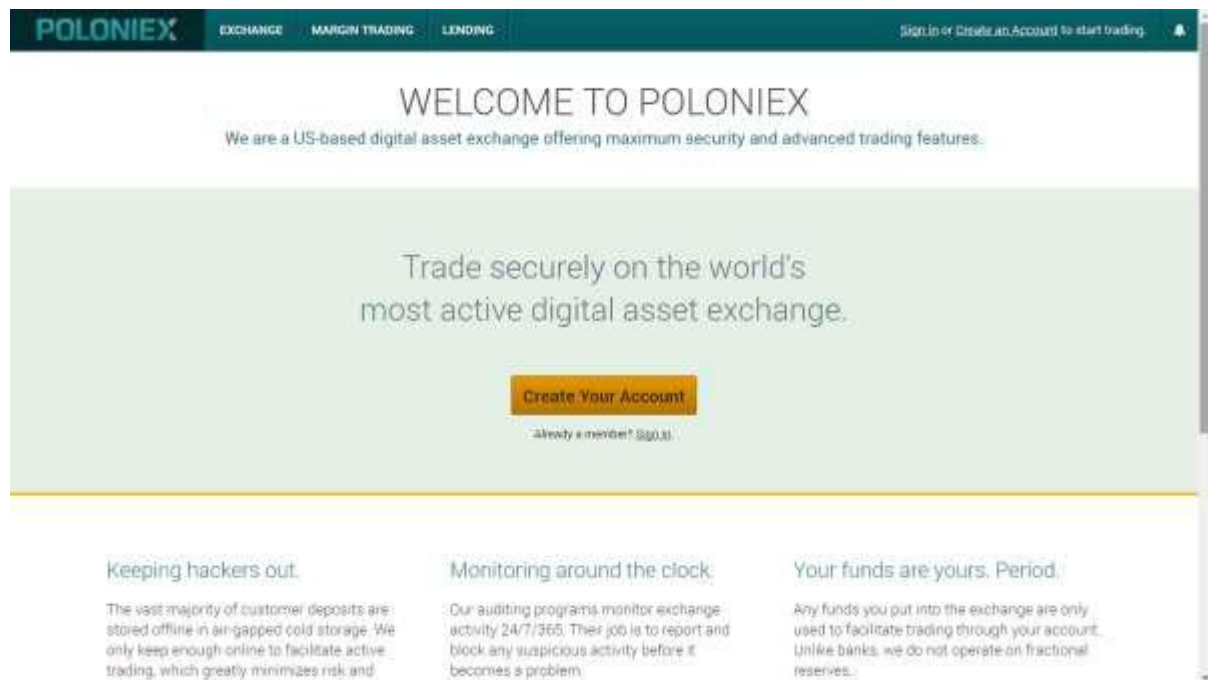 POLONIEX EXCHANGE MARGIN TRADING LENDING Sign in or Create an Account to start trading.
WELCOME TO POLONIEX
We are a US-based digital asset exchange offering maximum security and advanced trading features.
Trade securely on the world's
most active digital asset exchange.
Create Your Account
Already a member? Sign in.
Keeping hackers out.
The vast majority of customer deposits are
stored offline in air-gapped cold storage. We
only keep enough online to facilitate active
trading, which greatly minimizes risk and
Monitoring around the clock.
Our auditing programs monitor exchange
activity 24/7/365. Their job is to report and
block any suspicious activity before it
becomes a problem.
Your funds are yours. Period.
Any funds you put into the exchange are only
used to facilitate trading through your account.
Unlike banks, we do not operate on fractional
reserves.